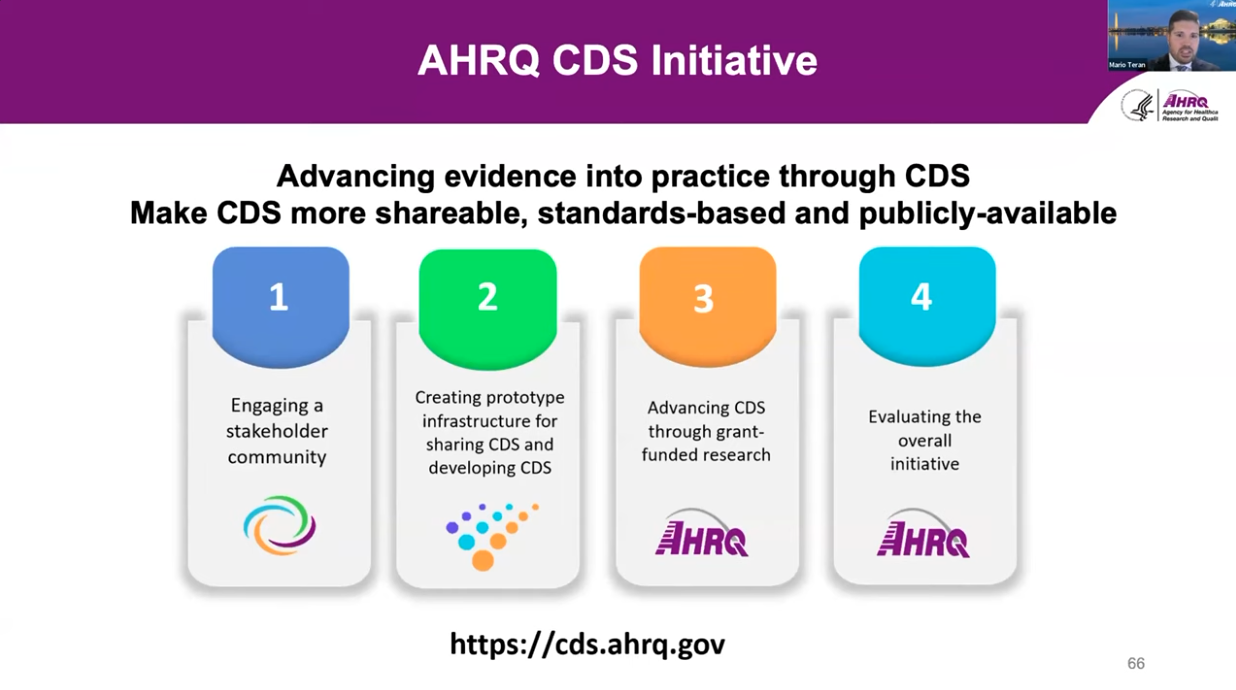 AHRQ CDS Initiative
AHRQ
Mario Teran
AHRQ
Agency for Healthca
Research and Quali
Advancing evidence into practice through CDS
Make CDS more shareable, standards-based and publicly-available
1
Engaging a
stakeholder
community
2
Creating prototype
infrastructure for
sharing CDS and
developing CDS
3
Advancing CDS
through grant-
funded research
AHRQ
4
Evaluating the
overall
initiative
AHRQ
https://cds.ahrq.gov
66